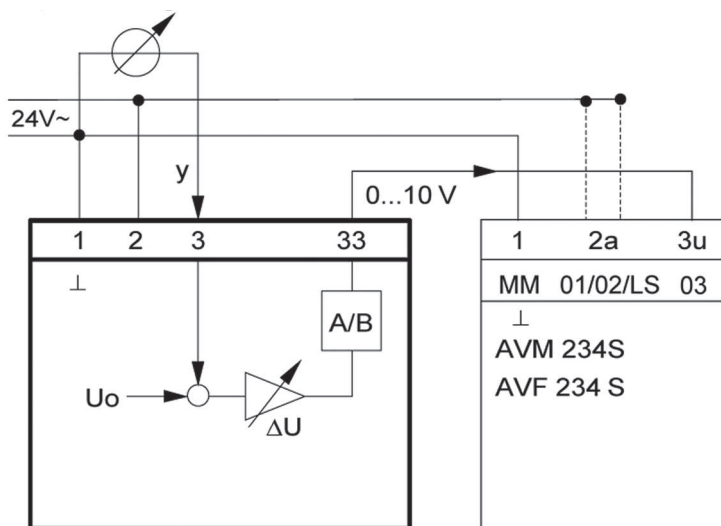 24V~
y
0...10 V
1 2 3 33
1 2a 3u
⊥
MM 01/02/LS 03
⊥
A/B
AVM 234S
AVF 234 S
Uo
ΔU